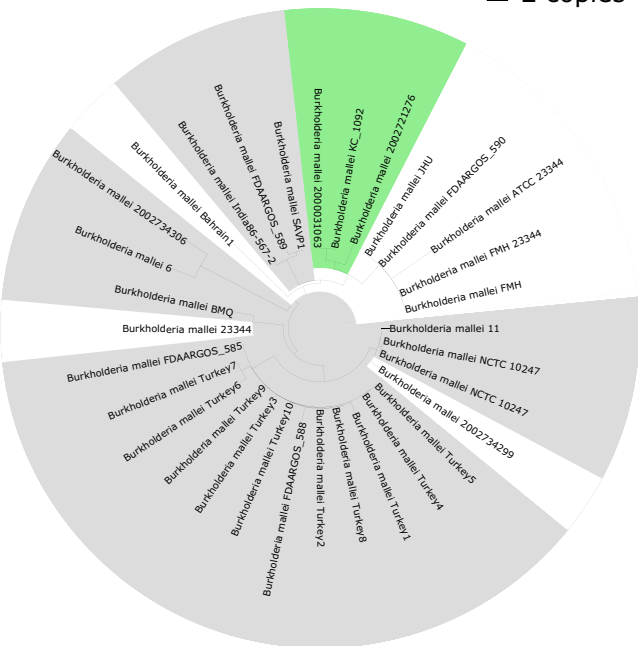 2 copies
Burkholderia mallei 2000031063
Burkholderia mallei KC_1092
Burkholderia mallei 2002721276
Burkholderia mallei JHU
Burkholderia mallei FDAARGOS_590
Burkholderia mallei ATCC 23344
Burkholderia mallei FMH 23344
Burkholderia mallei FMH
Burkholderia mallei 11
Burkholderia mallei NCTC 10247
Burkholderia mallei NCTC 10247
Burkholderia mallei 2002734299
Burkholderia mallei Turkey5
Burkholderia mallei Turkey4
Burkholderia mallei Turkey1
Burkholderia mallei Turkey8
Burkholderia mallei Turkey2
Burkholderia mallei FDAARGOS_588
Burkholderia mallei Turkey10
Burkholderia mallei Turkey3
Burkholderia mallei Turkey9
Burkholderia mallei Turkey6
Burkholderia mallei Turkey7
Burkholderia mallei FDAARGOS_585
Burkholderia mallei 23344
Burkholderia mallei BMQ
Burkholderia mallei 6
Burkholderia mallei 2002734306
Burkholderia mallei Bahrain1
Burkholderia mallei India86-567-2
Burkholderia mallei FDAARGOS_589
Burkholderia mallei SAVP1